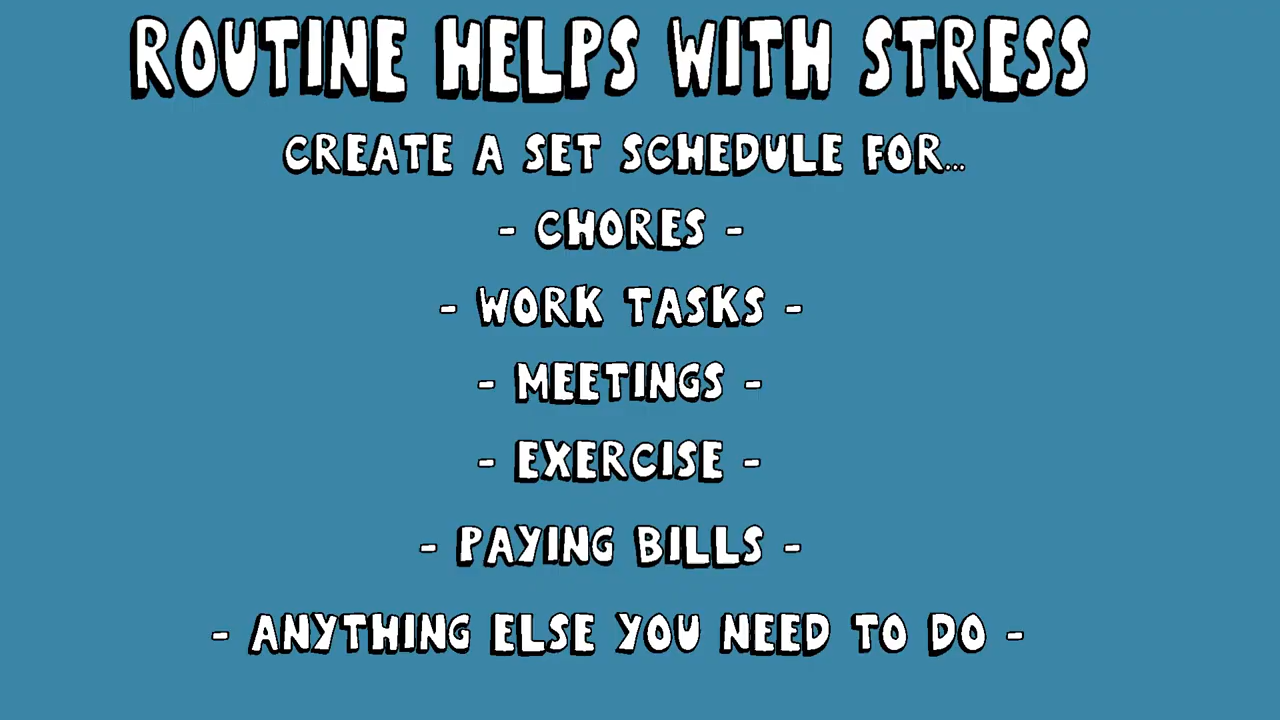 ROUTINE HELPS WITH STRESS
CREATE A SET SCHEDULE FOR...
- CHORES -
- WORK TASKS -
- MEETINGS -
- EXERCISE -
- PAYING BILLS -
- ANYTHING ELSE YOU NEED TO DO -